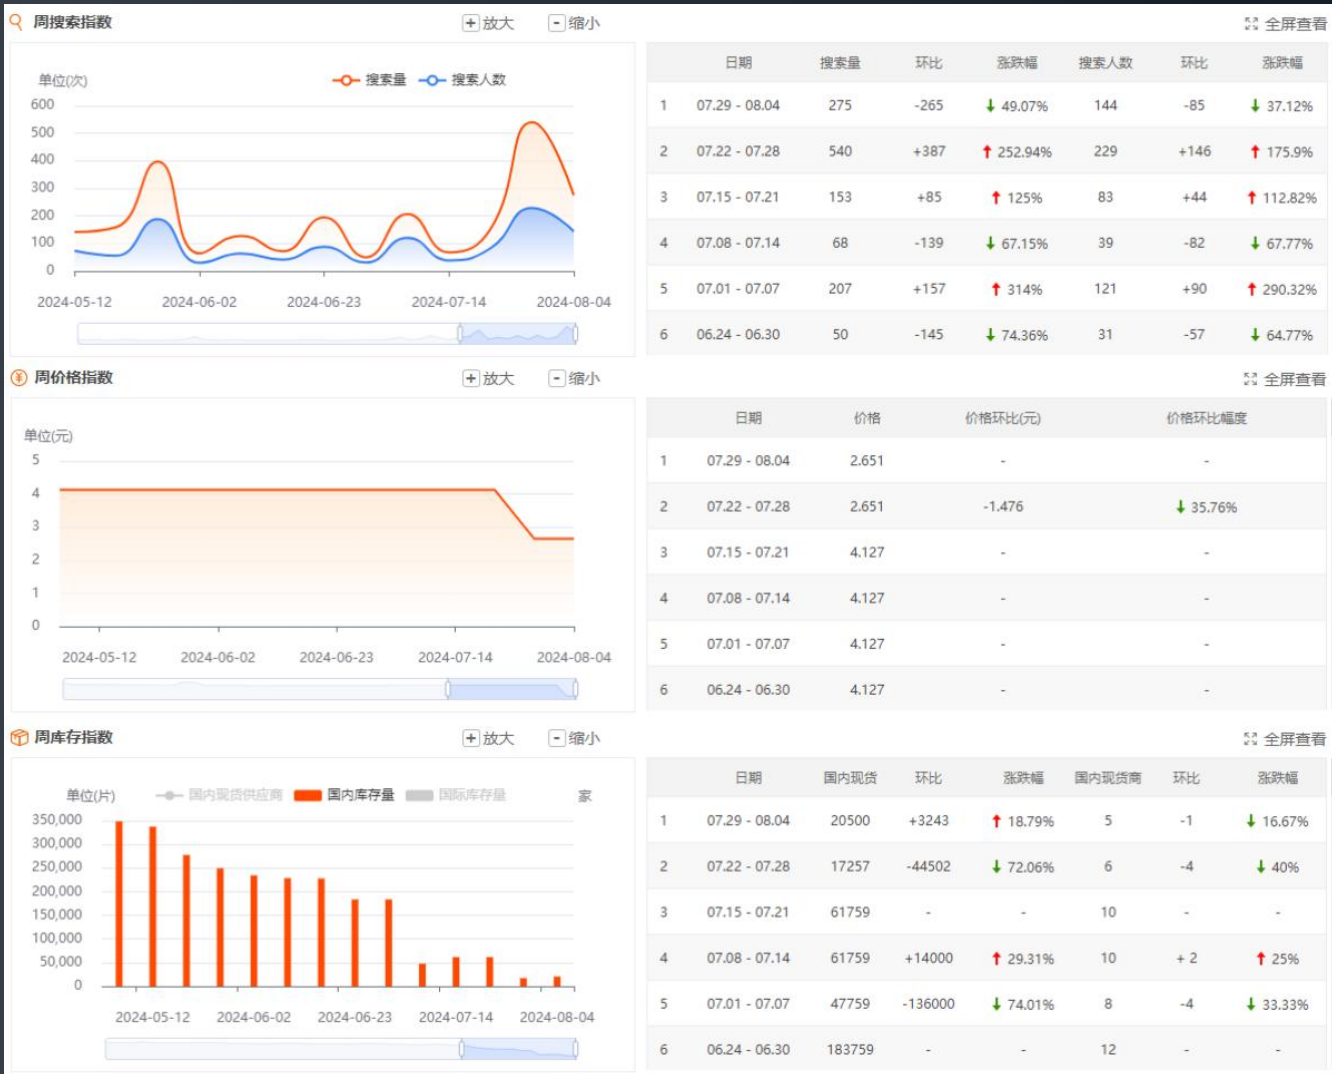 周搜索指数 + 放大 - 缩小 全屏查看
单位(次) 搜索量 搜索人数
600
500
400
300
200
100
0
2024-05-12 2024-06-02 2024-06-23 2024-07-14 2024-08-04
日期 搜索量 环比 涨跌幅 搜索人数 环比 涨跌幅
1 07.29 - 08.04 275 -265 ↓ 49.07% 144 -85 ↓ 37.12%
2 07.22 - 07.28 540 +387 ↑ 252.94% 229 +146 ↑ 175.9%
3 07.15 - 07.21 153 +85 ↑ 125% 83 +44 ↑ 112.82%
4 07.08 - 07.14 68 -139 ↓ 67.15% 39 -82 ↓ 67.77%
5 07.01 - 07.07 207 +157 ↑ 314% 121 +90 ↑ 290.32%
6 06.24 - 06.30 50 -145 ↓ 74.36% 31 -57 ↓ 64.77%
周价格指数 + 放大 - 缩小 全屏查看
单位(元)
5
4
3
2
1
0
2024-05-12 2024-06-02 2024-06-23 2024-07-14 2024-08-04
日期 价格 价格环比(元) 价格环比幅度
1 07.29 - 08.04 2.651 - -
2 07.22 - 07.28 2.651 -1.476 ↓ 35.76%
3 07.15 - 07.21 4.127 - -
4 07.08 - 07.14 4.127 - -
5 07.01 - 07.07 4.127 - -
6 06.24 - 06.30 4.127 - -
周库存指数 + 放大 - 缩小 全屏查看
单位(片) 国内现货供应商 国内库存量 国际库存量 家
350,000
300,000
250,000
200,000
150,000
100,000
50,000
0
2024-05-12 2024-06-02 2024-06-23 2024-07-14 2024-08-04
日期 国内现货 环比 涨跌幅 国内现货商 环比 涨跌幅
1 07.29 - 08.04 20500 +3243 ↑ 18.79% 5 -1 ↓ 16.67%
2 07.22 - 07.28 17257 -44502 ↓ 72.06% 6 -4 ↓ 40%
3 07.15 - 07.21 61759 - - 10 - -
4 07.08 - 07.14 61759 +14000 ↑ 29.31% 10 + 2 ↑ 25%
5 07.01 - 07.07 47759 -136000 ↓ 74.01% 8 -4 ↓ 33.33%
6 06.24 - 06.30 183759 - - 12 - -